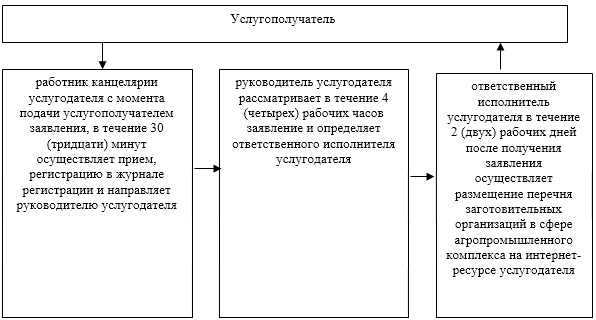 Услугополучатель
работник канцелярии
услугодателя с момента
подачи услугополучателем
заявления, в течение 30
(тридцати) минут
осуществляет прием,
регистрацию в журнале
регистрации и направляет
руководителю услугодателя
руководитель услугодателя
рассматривает в течение 4
(четырех) рабочих часов
заявление и определяет
ответственного исполнителя
услугодателя
ответственный
исполнитель
услугодателя в течение
2 (двух) рабочих дней
после получения
заявления
осуществляет
размещение перечня
заготовительных
организаций в сфере
агропромышленного
комплекса на интернет-
ресурсе услугодателя